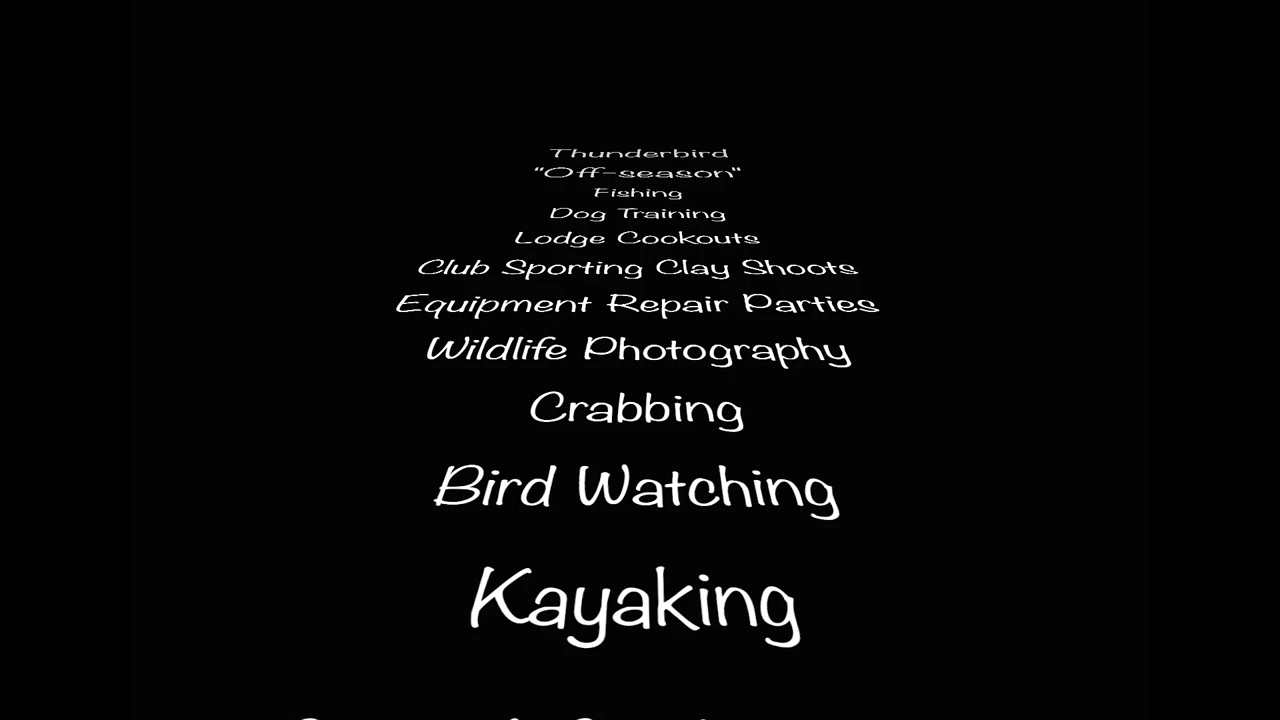 Thunderbird
"Off-season"
Fishing
Dog Training
Lodge Cookouts
Club Sporting Clay Shoots
Equipment Repair Parties
Wildlife Photography
Crabbing
Bird Watching
Kayaking